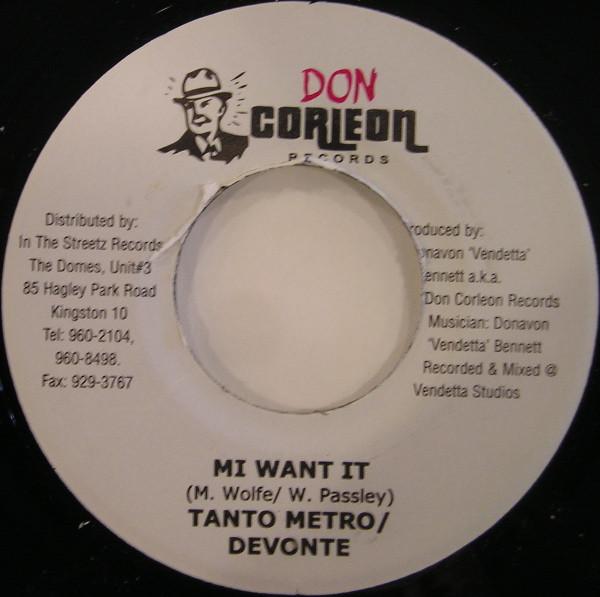 DON
CORLEON
RECORDS
Distributed by:
In The Streetz Records
The Domes, Unit#3
85 Hagley Park Road
Kingston 10
Tel: 960-2104,
960-8498.
Fax: 929-3767
roduced by:
onavon 'Vendetta'
ennett a.k.a.
'Don Corleon Records
Musician: Donavon
'Vendetta' Bennett
Recorded & Mixed @
Vendetta Studios
MI WANT IT
(M. Wolfe/ W. Passley)
TANTO METRO/
DEVONTE